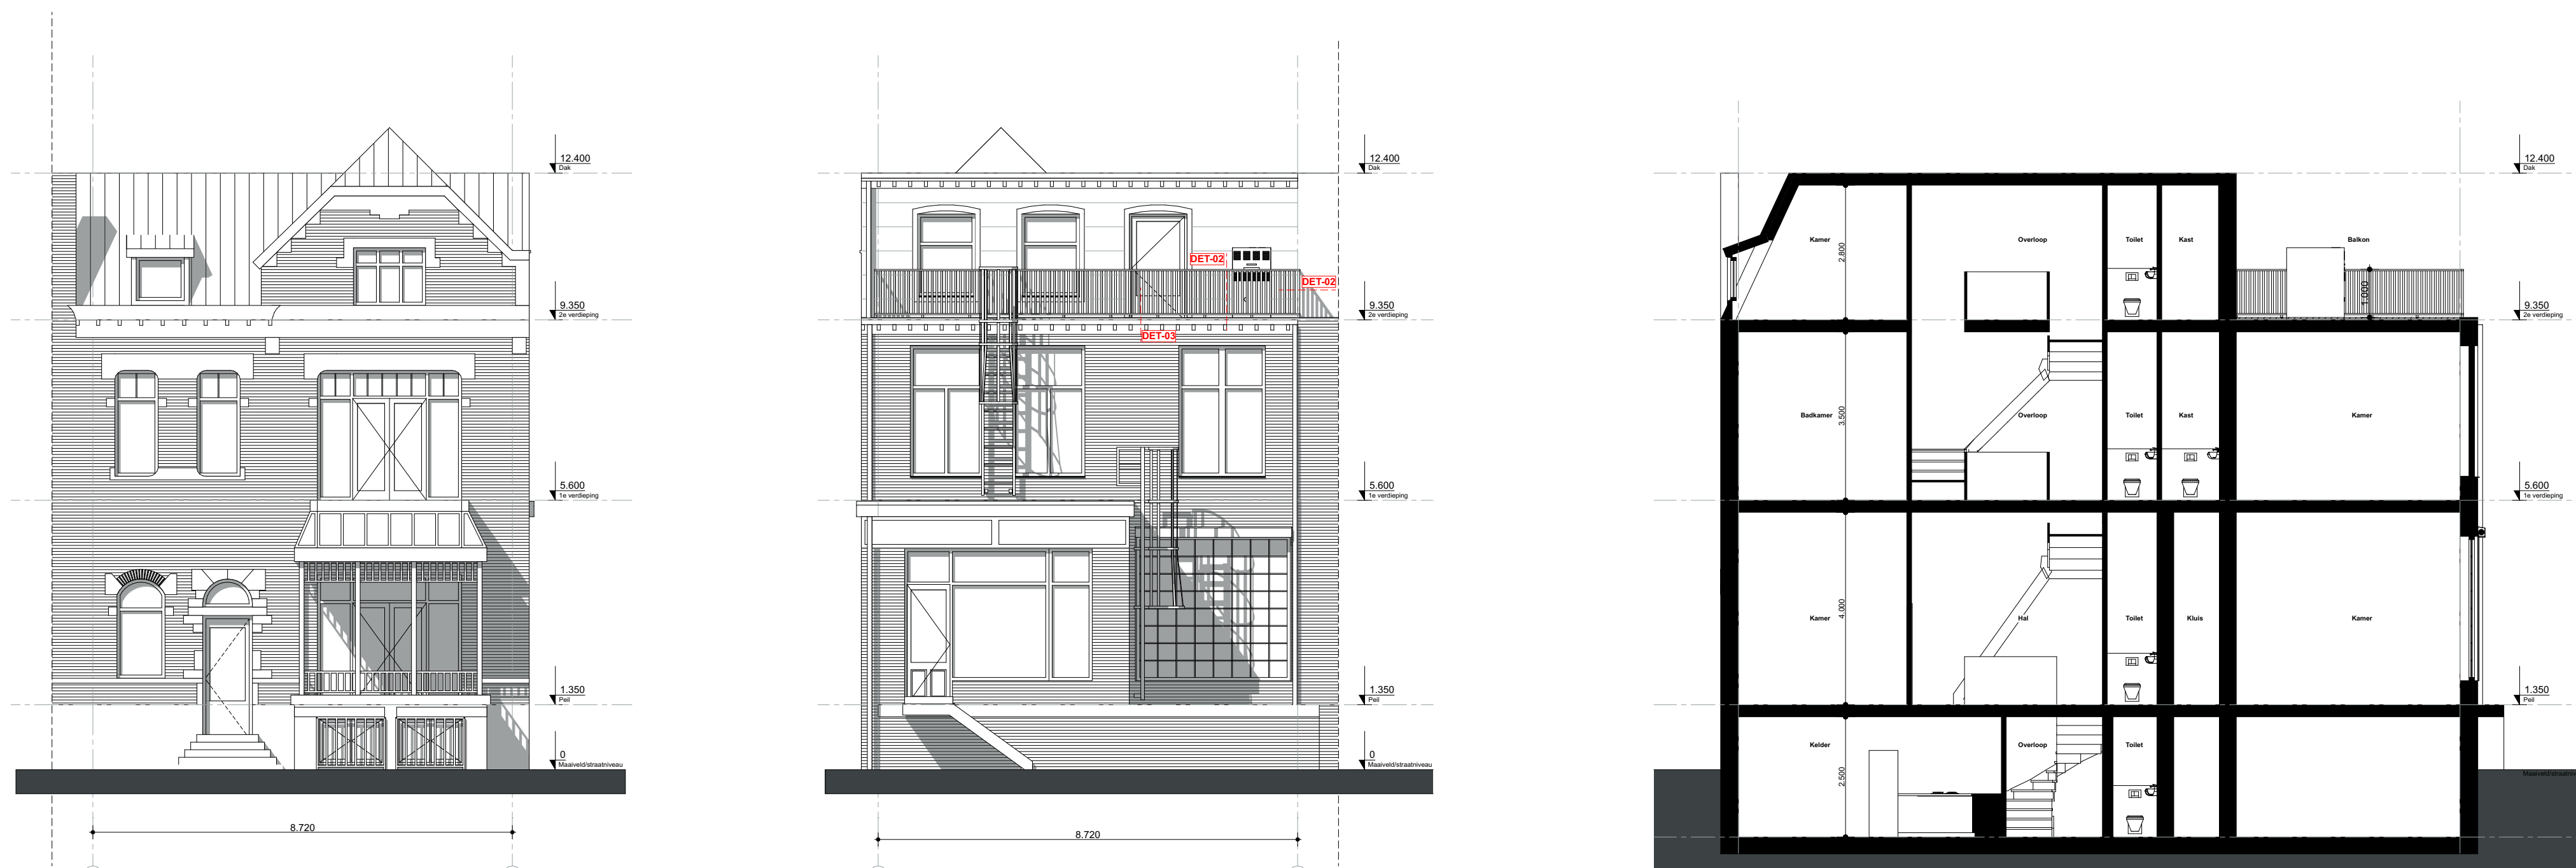 12.400
Dak
9.350
2e verdieping
5.600
1e verdieping
1.350
Peil
0
Maaiveld/straatniveau
8.720
12.400
Dak
DET-02
DET-02
9.350
2e verdieping
DET-03
5.600
1e verdieping
1.350
Peil
0
Maaiveld/straatniveau
8.720
12.400
Dak
Kamer
2.800
Overloop
Toilet
Kast
Balkon
1.000
9.350
2e verdieping
Badkamer
3.500
Overloop
Toilet
Kast
Kamer
5.600
1e verdieping
Kamer
4.000
Hal
Toilet
Kluis
Kamer
1.350
Peil
Kelder
2.500
Overloop
Toilet
Maaiveld/straatniv